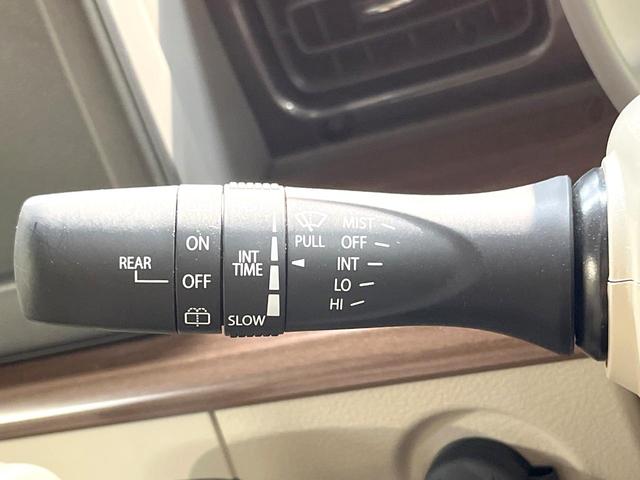 REAR
ON
OFF
INT
TIME
SLOW
PULL
MIST
OFF
INT
LO
HI